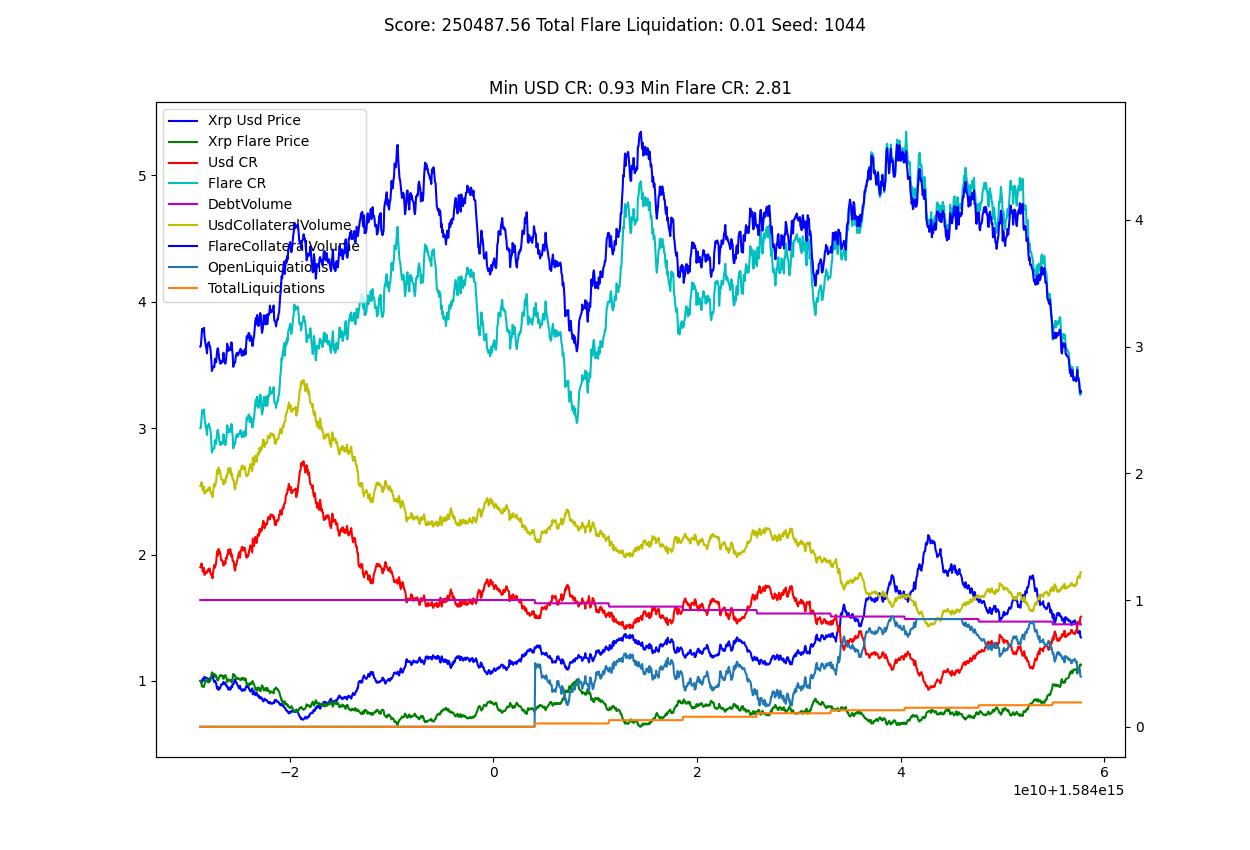 Score: 250487.56 Total Flare Liquidation: 0.01 Seed: 1044
Min USD CR: 0.93 Min Flare CR: 2.81
Xrp Usd Price
Xrp Flare Price
Usd CR
Flare CR
DebtVolume
UsdCollateralVolume
FlareCollateralVolume
OpenLiquidations
TotalLiquidations
5
4
3
2
1
4
3
2
1
0
−2
0
2
4
6
1e10+1.584e15